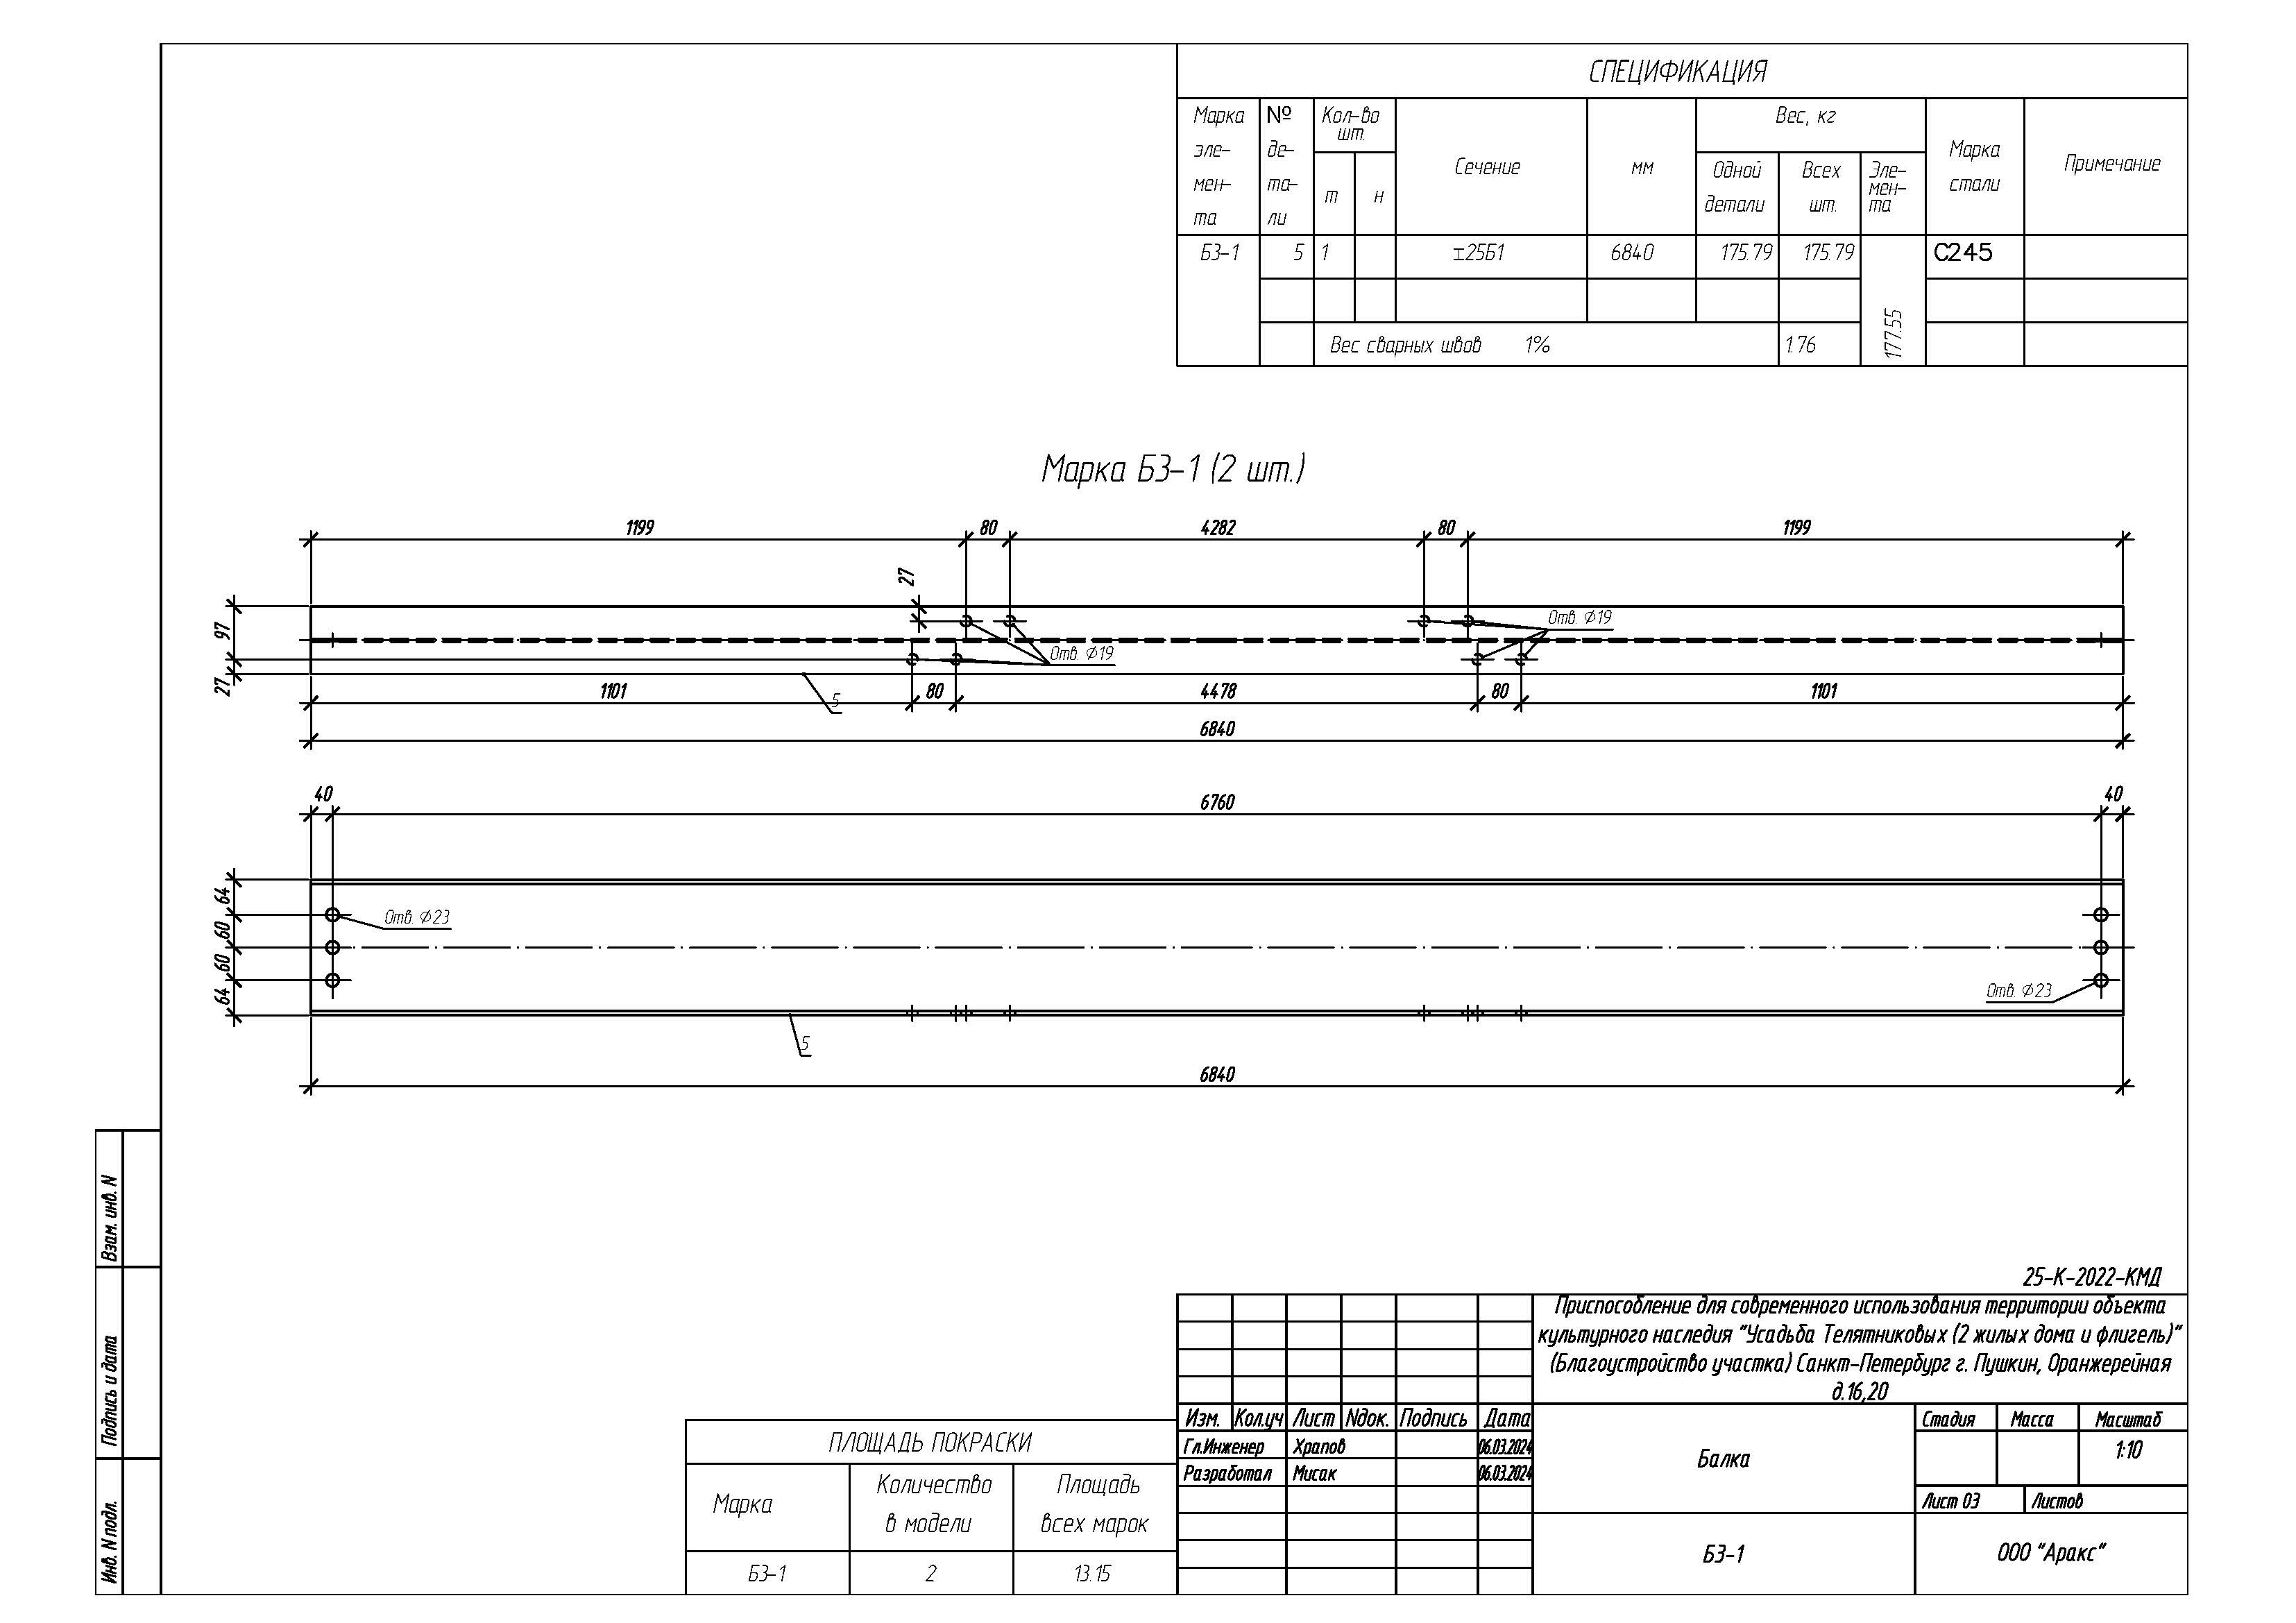 СПЕЦИФИКАЦИЯ
Марка эле- мен- та
№ де- та- ли
Кол-во шт.
т
н
Сечение
мм
Вес, кг
Одной детали
Всех шт.
Эле- мен- та
Марка стали
Примечание
Б3-1 5 1 ⌶25Б1 6840 175.79 175.79 С245
177.55
Вес сварных швов 1% 1.76
Марка Б3-1 (2 шт.)
1199 80 4282 80 1199
27
97
27
Отв. Ф19
Отв. Ф19
5
1101 80 4478 80 1101
6840
40 6760 40
64
60
60
64
Отв. Ф23
Отв. Ф23
5
6840
Взам. инв. N
Подпись и дата
Инв. N подл.
ПЛОЩАДЬ ПОКРАСКИ
Марка
Количество в модели
Площадь всех марок
Б3-1 2 13.15
25-К-2022-КМД
Приспособление для современного использования территории объекта
культурного наследия "Усадьба Телятниковых (2 жилых дома и флигель)"
(Благоустройство участка) Санкт-Петербург г. Пушкин, Оранжерейная
д.16,20
Изм. Кол.уч Лист Nдок. Подпись Дата
Гл.Инженер Храпов 06.03.2024
Разработал Мисак 06.03.2024
Балка
Стадия Масса Масштаб
1:10
Лист 03 Листов
Б3-1
ООО "Аракс"